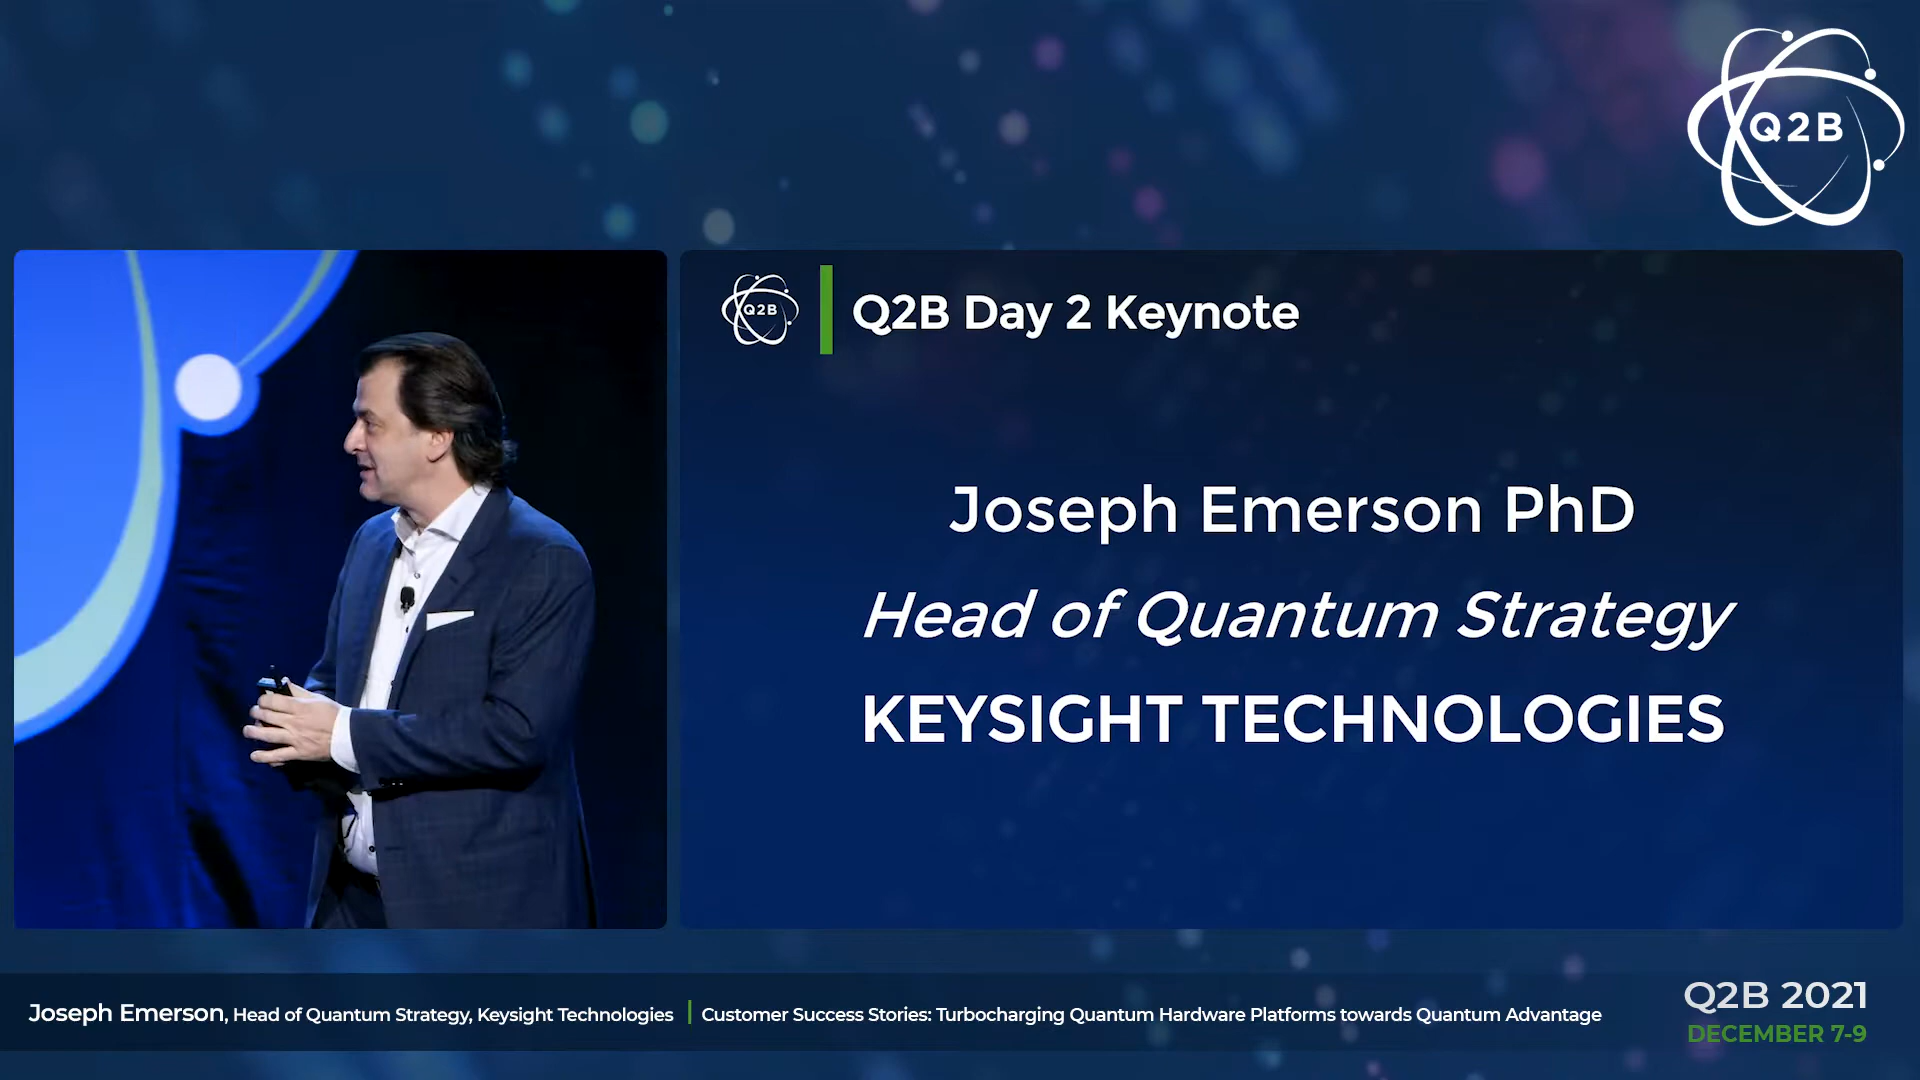 Q2B
Q2B
Q2B Day 2 Keynote
Joseph Emerson PhD
Head of Quantum Strategy
KEYSIGHT TECHNOLOGIES
Joseph Emerson, Head of Quantum Strategy, Keysight Technologies | Customer Success Stories: Turbocharging Quantum Hardware Platforms towards Quantum Advantage
Q2B 2021
DECEMBER 7-9